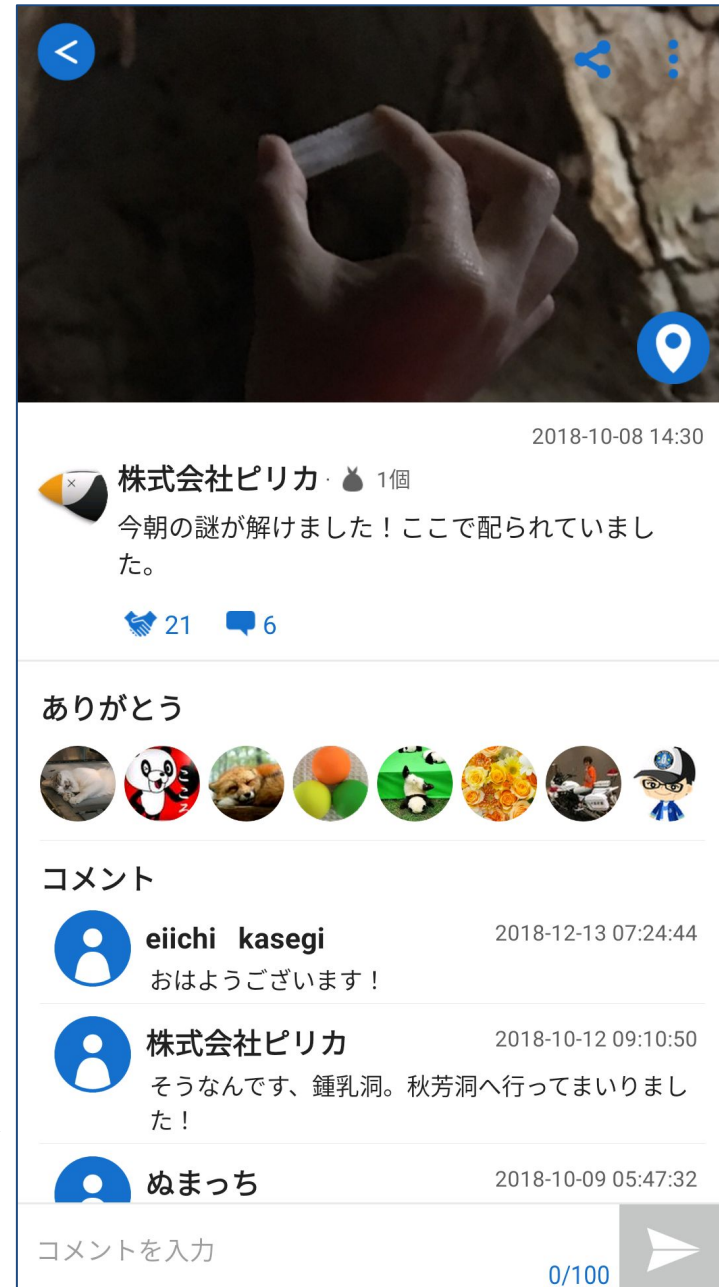 2018-10-08 14:30
株式会社ピリカ · 1個
今朝の謎が解けました！ここで配られていまし
た。
21 6
ありがとう
コメント
eiichi kasegi 2018-12-13 07:24:44
おはようございます！
株式会社ピリカ 2018-10-12 09:10:50
そうなんです、鍾乳洞。秋芳洞へ行ってまいりまし
た！
ぬまっち 2018-10-09 05:47:32
コメントを入力
0/100